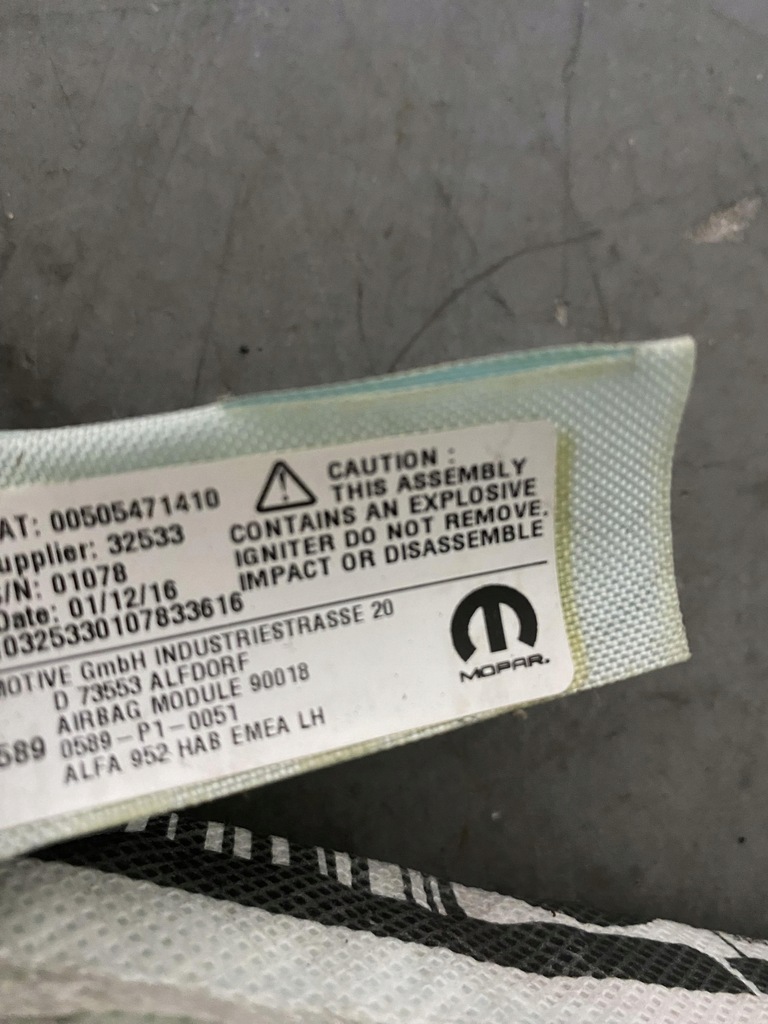 AT: 00505471410
upplier: 32533
/N: 01078
Date: 01/12/16
10325330107833616
CAUTION :
THIS ASSEMBLY
CONTAINS AN EXPLOSIVE
IGNITER DO NOT REMOVE.
IMPACT OR DISASSEMBLE
MOTIVE GmbH INDUSTRIESTRASSE 20
D 73553 ALFDORF
AIRBAG MODULE 90018
589 0589-P1-0051
ALFA 952 HAB EMEA LH
MOPAR.